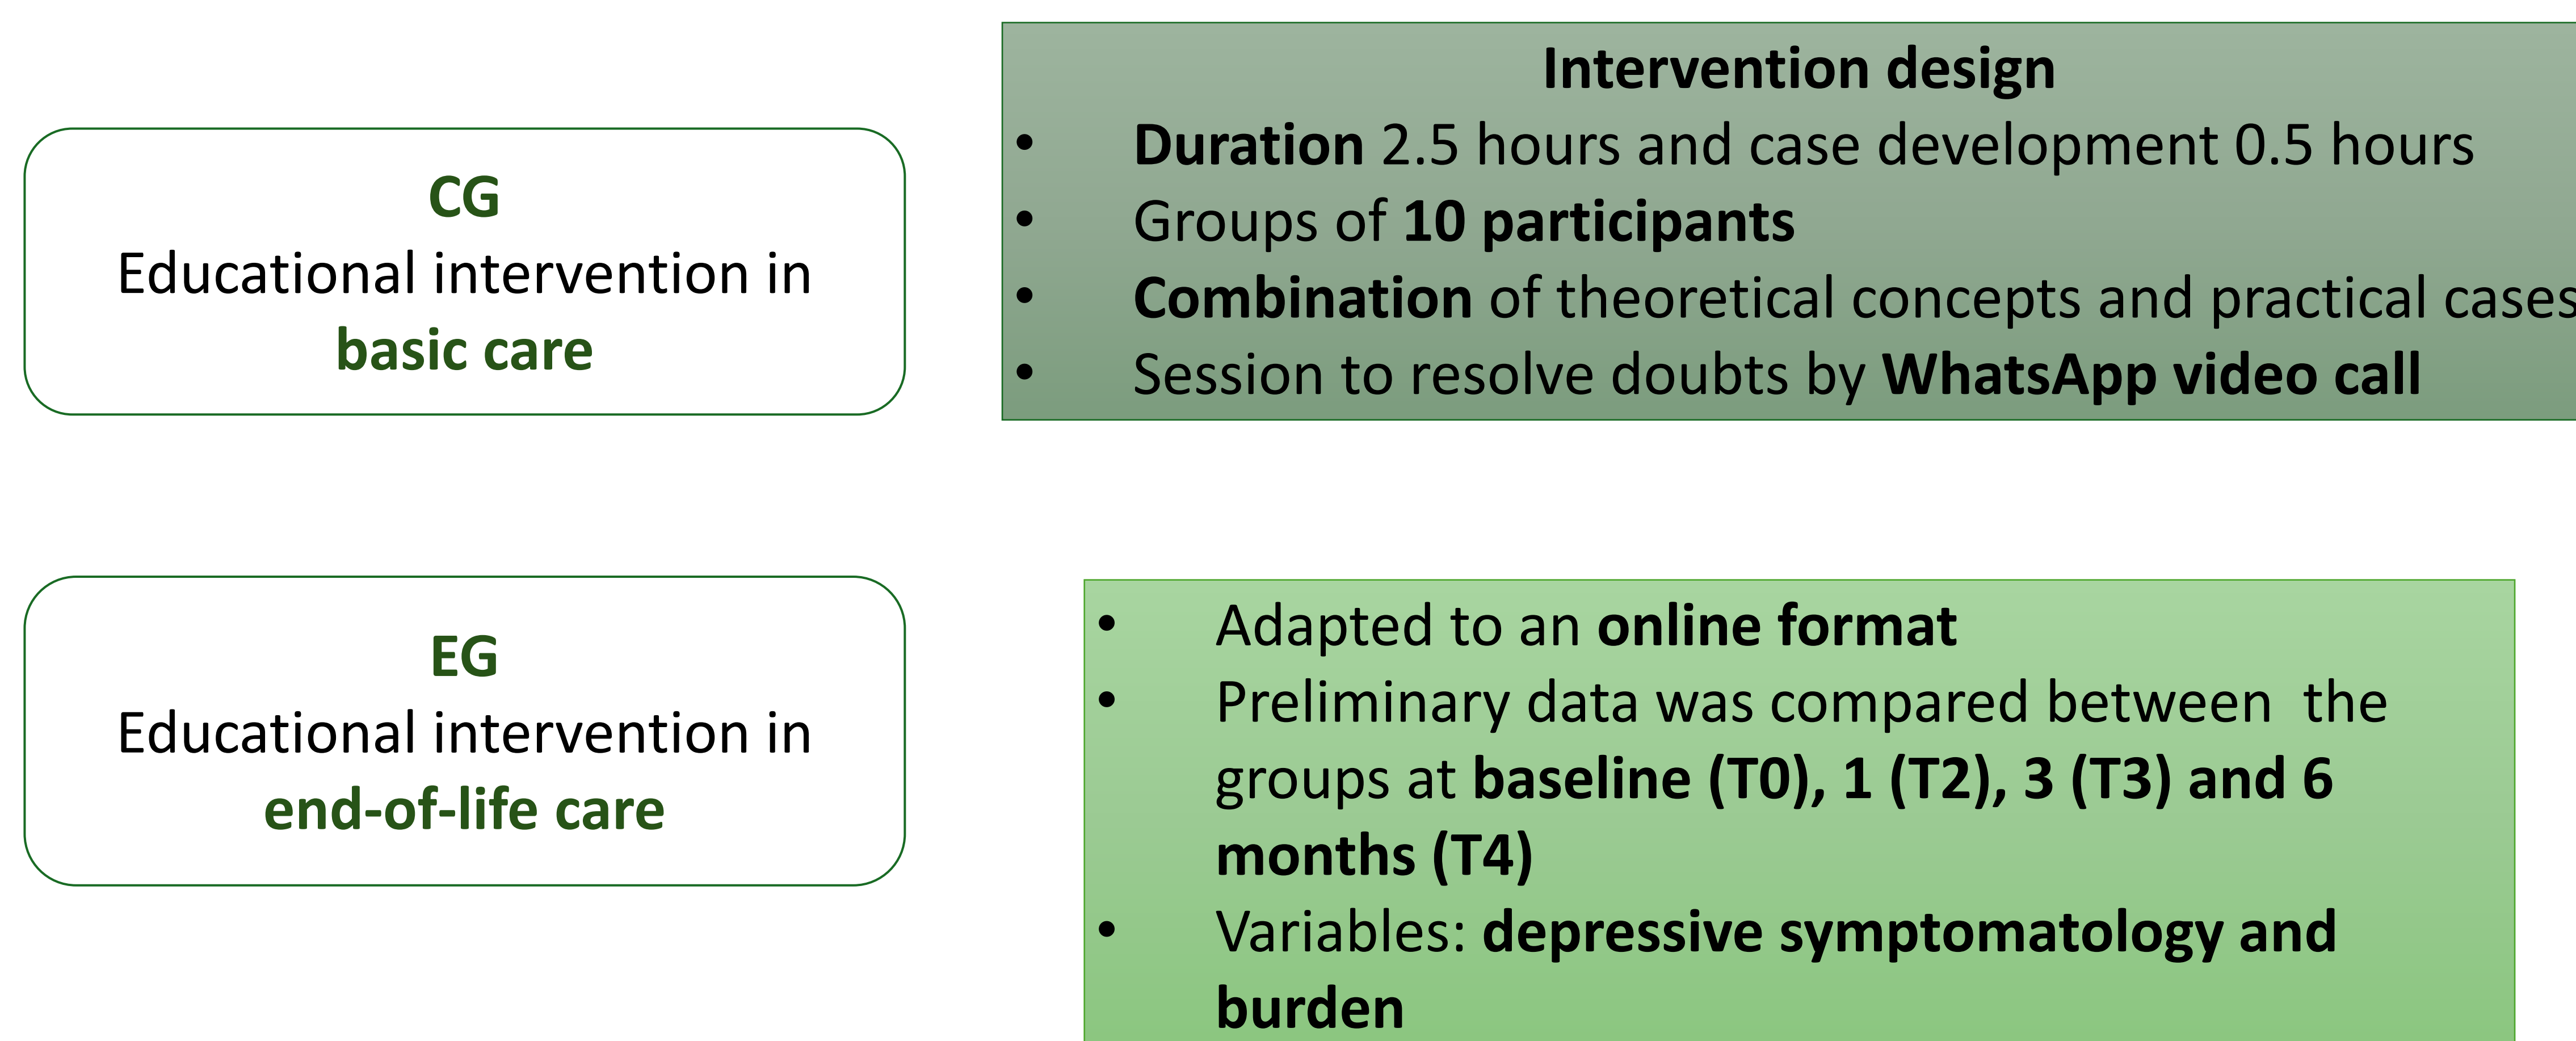 CG
Educational intervention in
basic care
Intervention design
• Duration 2.5 hours and case development 0.5 hours
• Groups of 10 participants
• Combination of theoretical concepts and practical cases
• Session to resolve doubts by WhatsApp video call
EG
Educational intervention in
end-of-life care
• Adapted to an online format
• Preliminary data was compared between  the
groups at baseline (T0), 1 (T2), 3 (T3) and 6
months (T4)
• Variables: depressive symptomatology and
burden